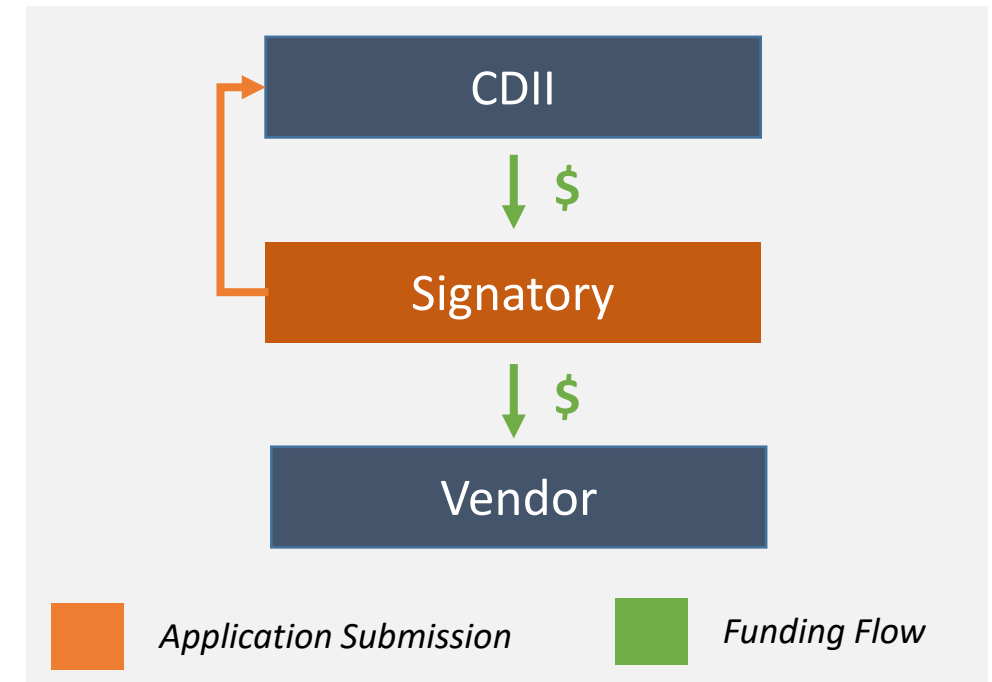 CDII
$
Signatory
$
Vendor
Application Submission
Funding Flow